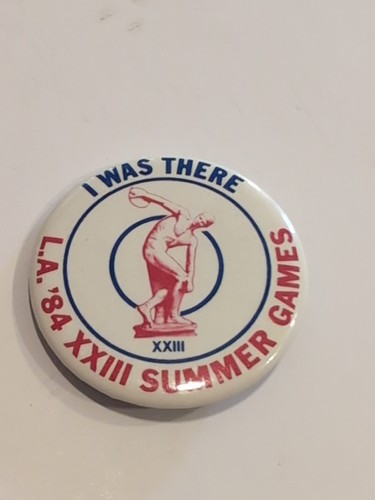 I WAS THERE
XXIII
L.A. '84 XXIII SUMMER GAMES